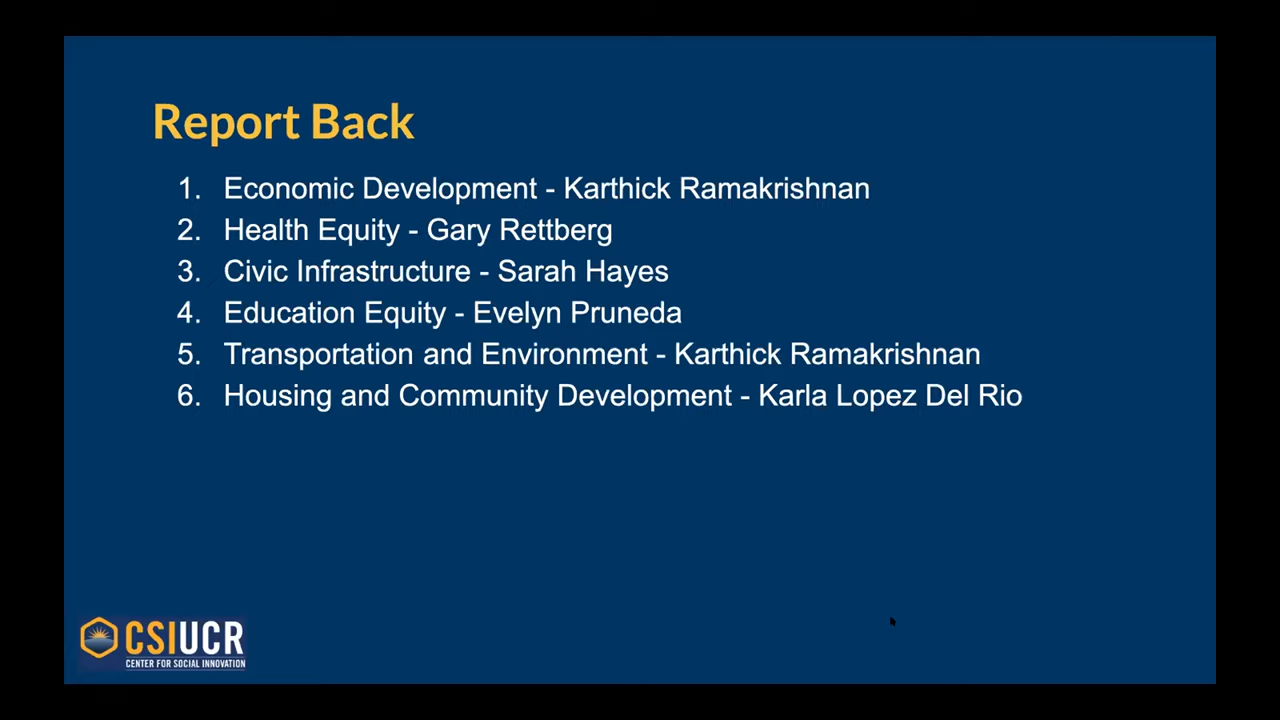 Report Back
1. Economic Development - Karthick Ramakrishnan
2. Health Equity - Gary Rettberg
3. Civic Infrastructure - Sarah Hayes
4. Education Equity - Evelyn Pruneda
5. Transportation and Environment - Karthick Ramakrishnan
6. Housing and Community Development - Karla Lopez Del Rio
CSIUCR
CENTER FOR SOCIAL INNOVATION